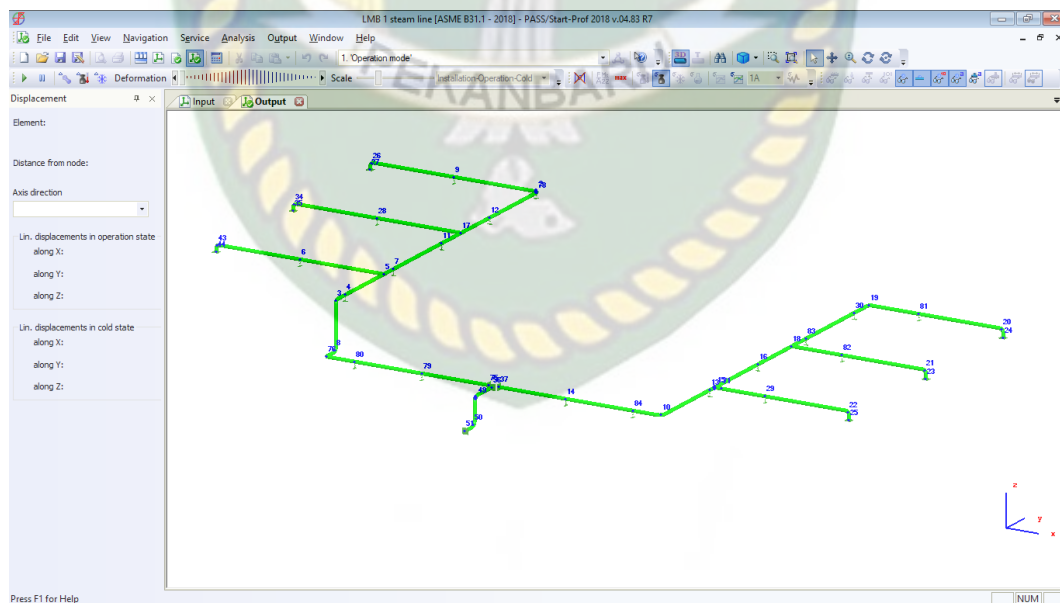 LMB 1 steam line [ASME B31.1 - 2018] - PASS/Start-Prof 2018 v.04.83 R7
File Edit View Navigation Service Analysis Output Window Help
1. 'Operation mode'
Deformation Scale Installation-Operation-Cold 1A
Displacement
Input Output
EKANBAR
Element:
Distance from node:
Axis direction
Lin. displacements in operation state
along X:
along Y:
along Z:
Lin. displacements in cold state
along X:
along Y:
along Z:
26
9
34
28
12
17
43
6
11
5 7
3 4
8
76
80
79
37
49
50
51
14
84
10
29
22
25
16
18
83
82
21
23
30 19
81
20
24
z
y
x
Press F1 for Help
NUM